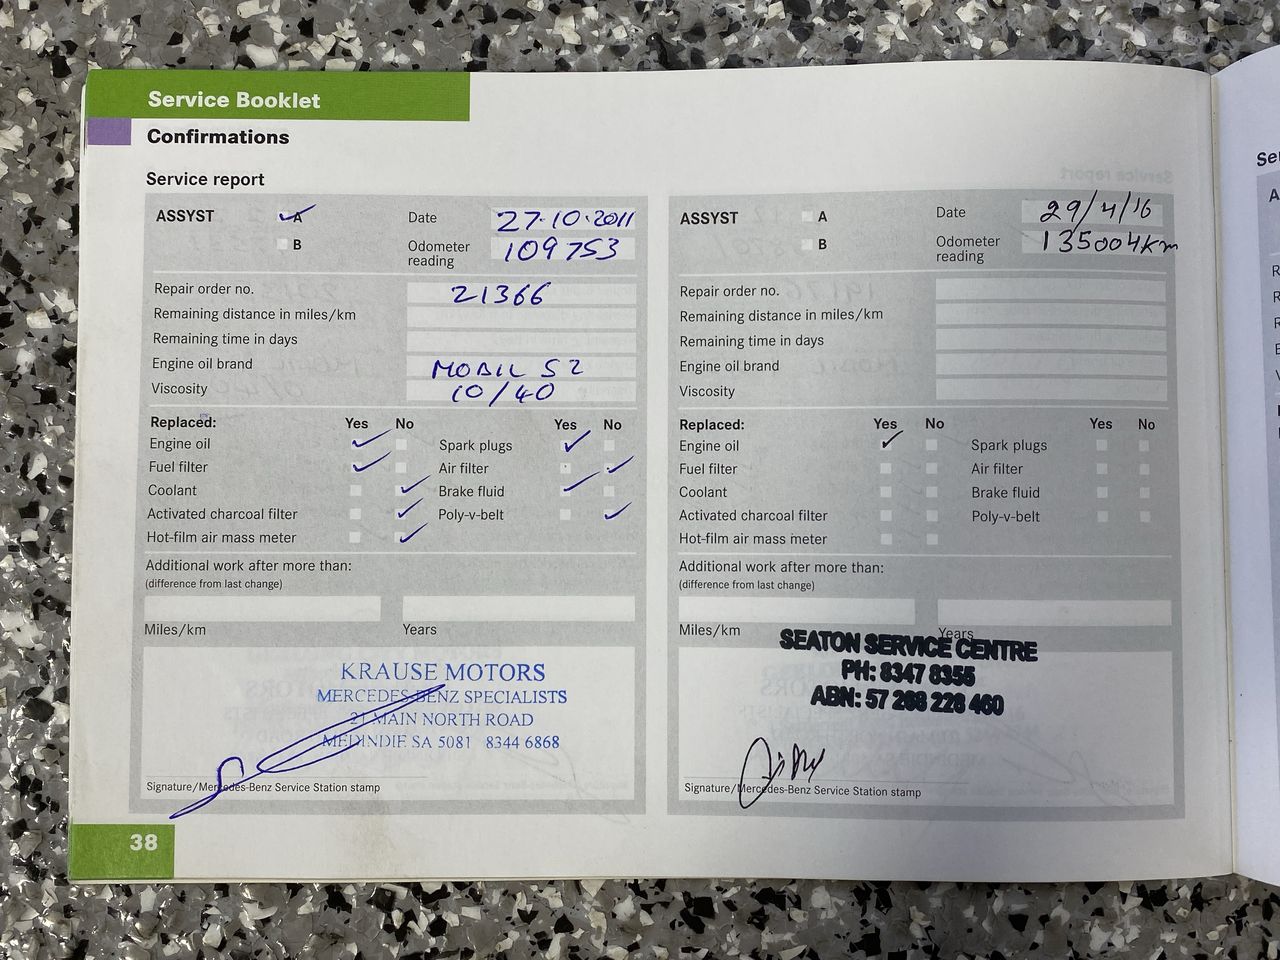 Service Booklet
Confirmations
Service report
ASSYST A Date 27·10·2011
B Odometer reading 109753
Repair order no. 21366
Remaining distance in miles/km
Remaining time in days
Engine oil brand MOBIL S2
Viscosity 10/40
Replaced: Yes No Yes No
Engine oil Spark plugs
Fuel filter Air filter
Coolant Brake fluid
Activated charcoal filter Poly-v-belt
Hot-film air mass meter
Additional work after more than:
(difference from last change)
Miles/km Years
KRAUSE MOTORS
MERCEDES-BENZ SPECIALISTS
21 MAIN NORTH ROAD
MEDINDIE SA 5081 8344 6868
Signature/Mercedes-Benz Service Station stamp
ASSYST A Date 29/4/16
B Odometer reading 135004km
Repair order no.
Remaining distance in miles/km
Remaining time in days
Engine oil brand
Viscosity
Replaced: Yes No Yes No
Engine oil Spark plugs
Fuel filter Air filter
Coolant Brake fluid
Activated charcoal filter Poly-v-belt
Hot-film air mass meter
Additional work after more than:
(difference from last change)
Miles/km Years
SEATON SERVICE CENTRE
PH: 8347 8355
ABN: 57 268 228 460
Signature/Mercedes-Benz Service Station stamp
38